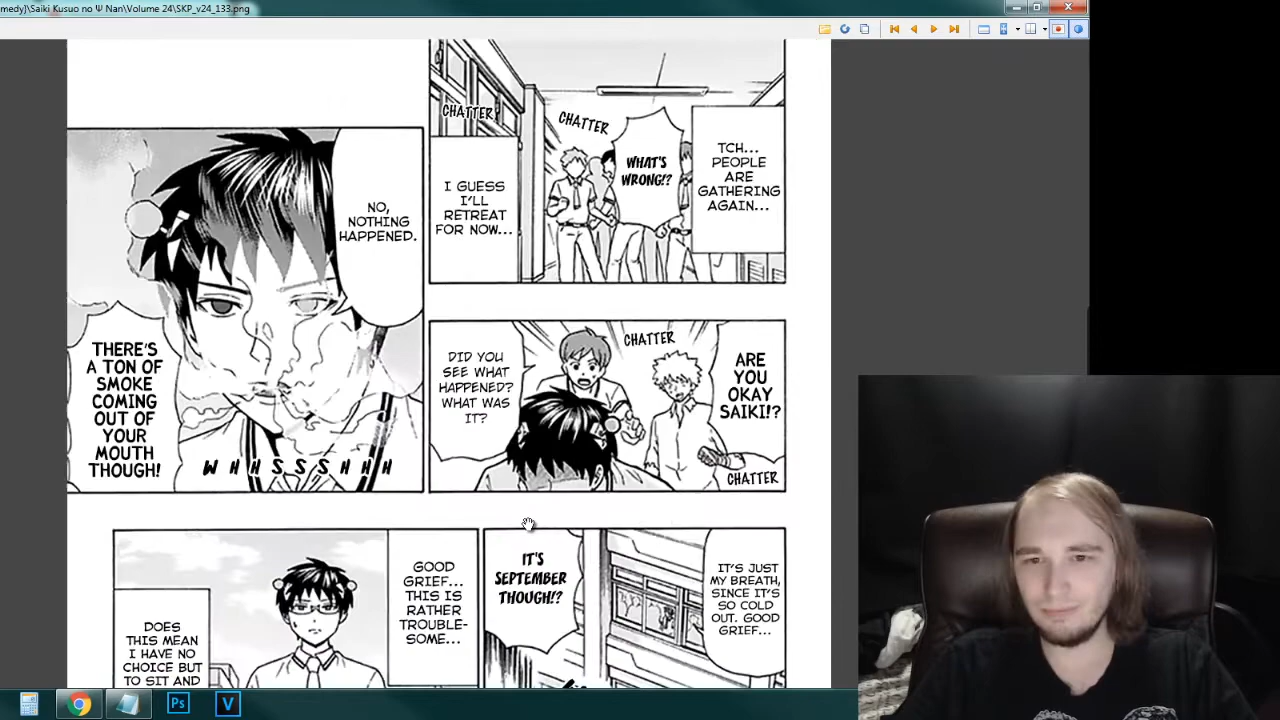 medy]\Saiki Kusuo no Ψ Nan\Volume 24\SKP_v24_133.png
TCH...
PEOPLE
ARE
GATHERING
AGAIN...
WHAT'S
WRONG!?
CHATTER
CHATTER
I GUESS
I'LL
RETREAT
FOR NOW...
NO,
NOTHING
HAPPENED.
THERE'S
A TON OF
SMOKE
COMING
OUT OF
YOUR
MOUTH
THOUGH!
WHHSSSHHH
ARE
YOU
OKAY
SAIKI!?
CHATTER
CHATTER
DID YOU
SEE WHAT
HAPPENED?
WHAT WAS
IT?
IT'S JUST
MY BREATH,
SINCE IT'S
SO COLD
OUT. GOOD
GRIEF...
IT'S
SEPTEMBER
THOUGH!?
GOOD
GRIEF...
THIS IS
RATHER
TROUBLE-
SOME...
DOES
THIS MEAN
I HAVE NO
CHOICE BUT
TO SIT AND
Ps
V